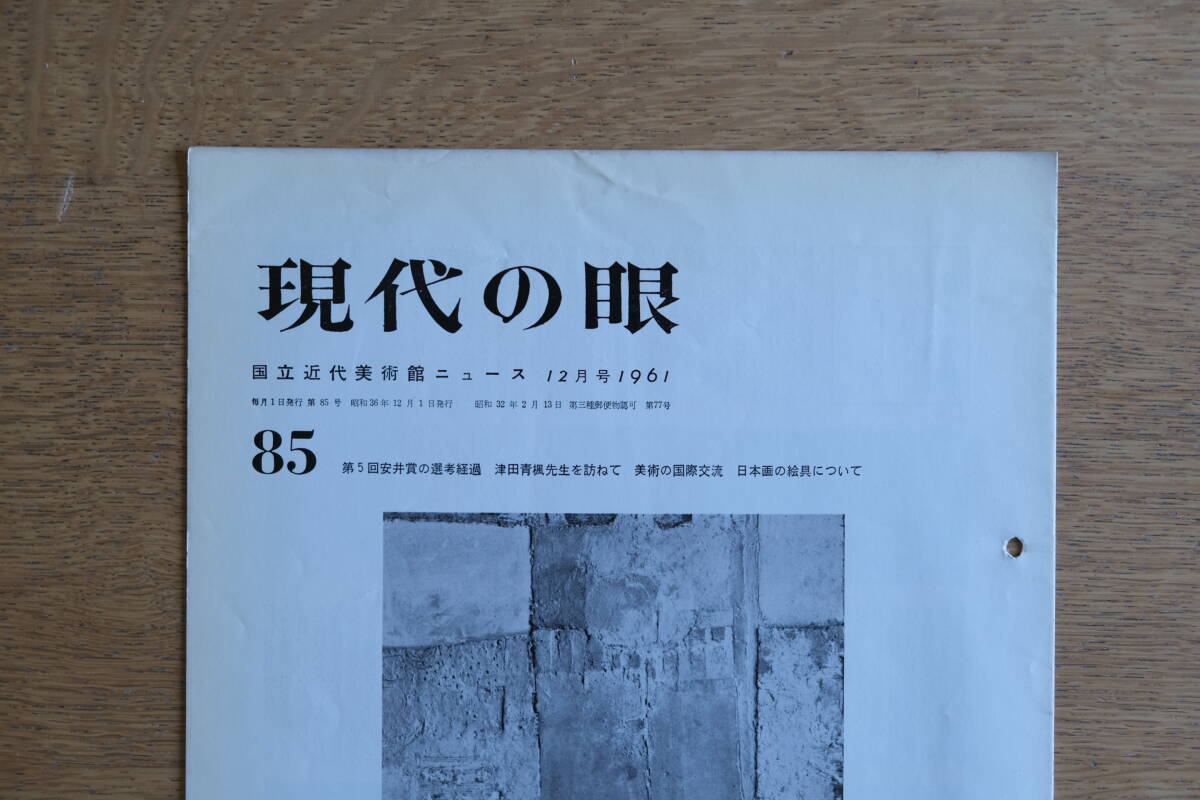 現代の眼
国立近代美術館ニュース 12月号1961
毎月1日発行 第85号 昭和36年12月1日発行 昭和32年2月13日 第三種郵便物認可 第77号
85 第5回安井賞の選考経過 津田青楓先生を訪ねて 美術の国際交流 日本画の絵具について